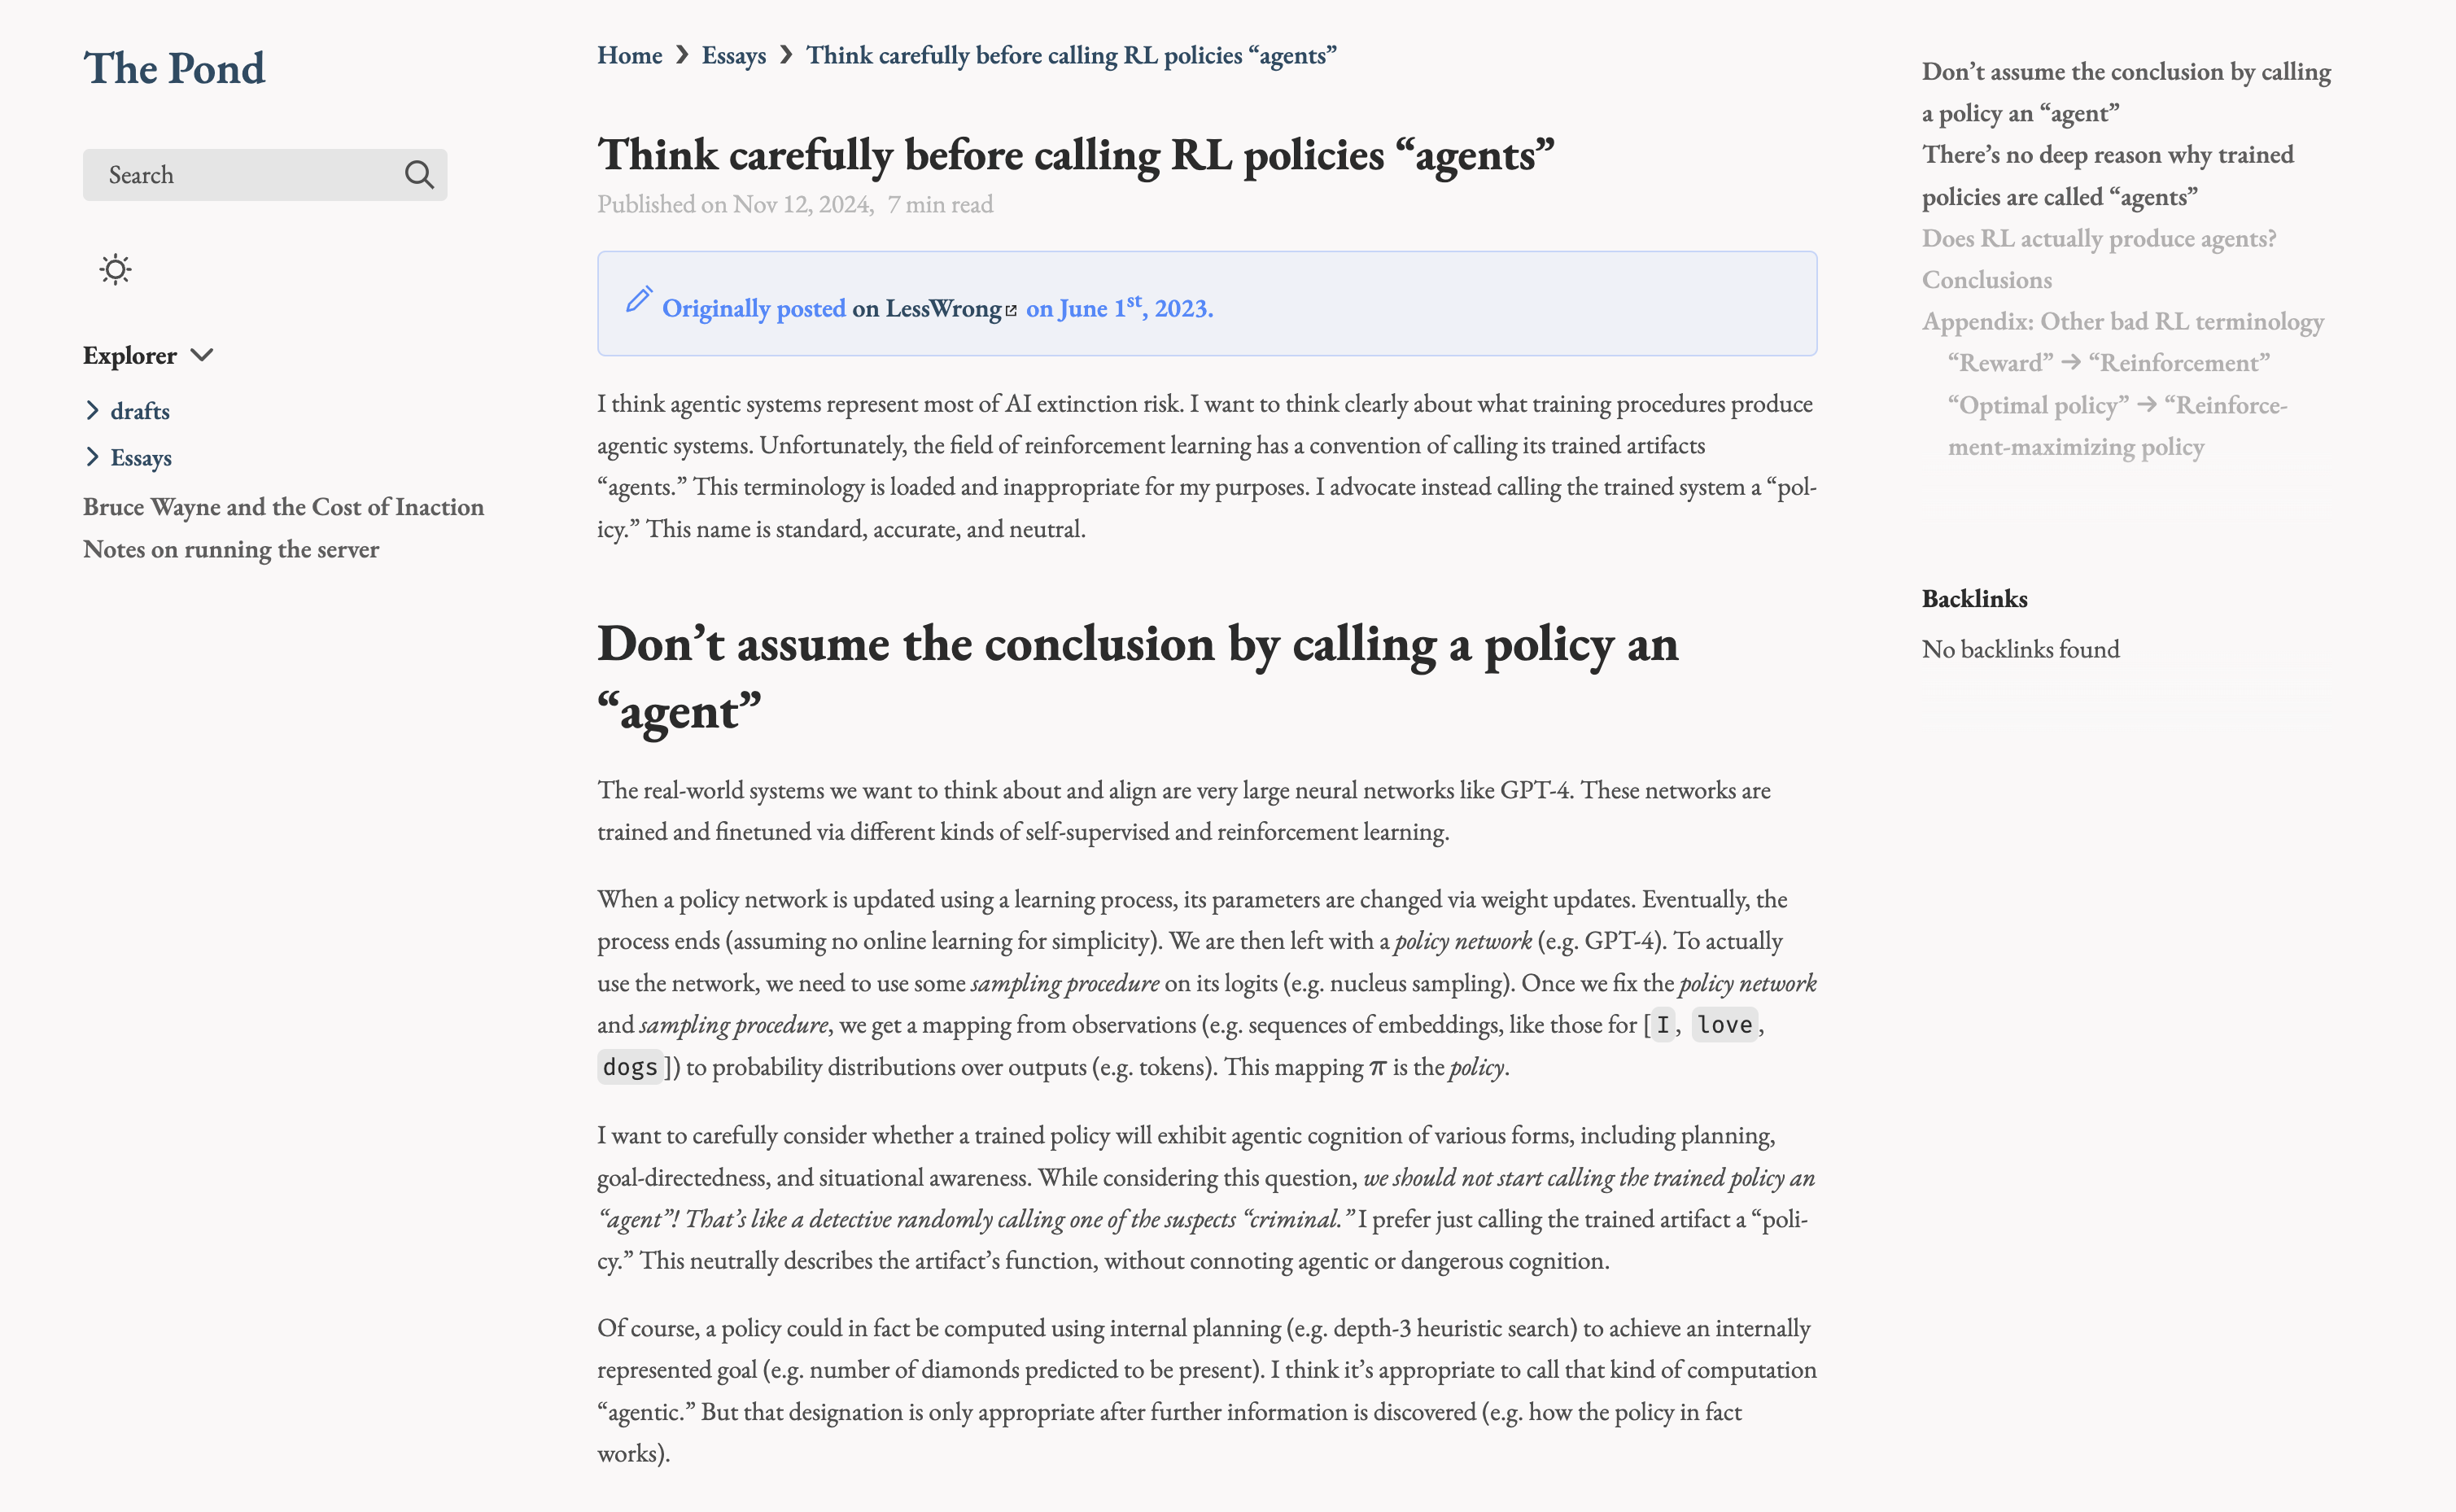 The Pond
Search
Explorer
drafts
Essays
Bruce Wayne and the Cost of Inaction
Notes on running the server
Home ❯ Essays ❯ Think carefully before calling RL policies “agents”
Think carefully before calling RL policies “agents”
Published on Nov 12, 2024, 7 min read
Originally posted on LessWrong on June 1st, 2023.
I think agentic systems represent most of AI extinction risk. I want to think clearly about what training procedures produce
agentic systems. Unfortunately, the field of reinforcement learning has a convention of calling its trained artifacts
“agents.” This terminology is loaded and inappropriate for my purposes. I advocate instead calling the trained system a “pol-
icy.” This name is standard, accurate, and neutral.
Don’t assume the conclusion by calling a policy an
“agent”
The real-world systems we want to think about and align are very large neural networks like GPT-4. These networks are
trained and finetuned via different kinds of self-supervised and reinforcement learning.
When a policy network is updated using a learning process, its parameters are changed via weight updates. Eventually, the
process ends (assuming no online learning for simplicity). We are then left with a policy network (e.g. GPT-4). To actually
use the network, we need to use some sampling procedure on its logits (e.g. nucleus sampling). Once we fix the policy network
and sampling procedure, we get a mapping from observations (e.g. sequences of embeddings, like those for [I, love,
dogs]) to probability distributions over outputs (e.g. tokens). This mapping π is the policy.
I want to carefully consider whether a trained policy will exhibit agentic cognition of various forms, including planning,
goal-directedness, and situational awareness. While considering this question, we should not start calling the trained policy an
“agent”! That’s like a detective randomly calling one of the suspects “criminal.” I prefer just calling the trained artifact a “poli-
cy.” This neutrally describes the artifact’s function, without connoting agentic or dangerous cognition.
Of course, a policy could in fact be computed using internal planning (e.g. depth-3 heuristic search) to achieve an internally
represented goal (e.g. number of diamonds predicted to be present). I think it’s appropriate to call that kind of computation
“agentic.” But that designation is only appropriate after further information is discovered (e.g. how the policy in fact
works).
Don’t assume the conclusion by calling
a policy an “agent”
There’s no deep reason why trained
policies are called “agents”
Does RL actually produce agents?
Conclusions
Appendix: Other bad RL terminology
“Reward” → “Reinforcement”
“Optimal policy” → “Reinforce-
ment-maximizing policy
Backlinks
No backlinks found